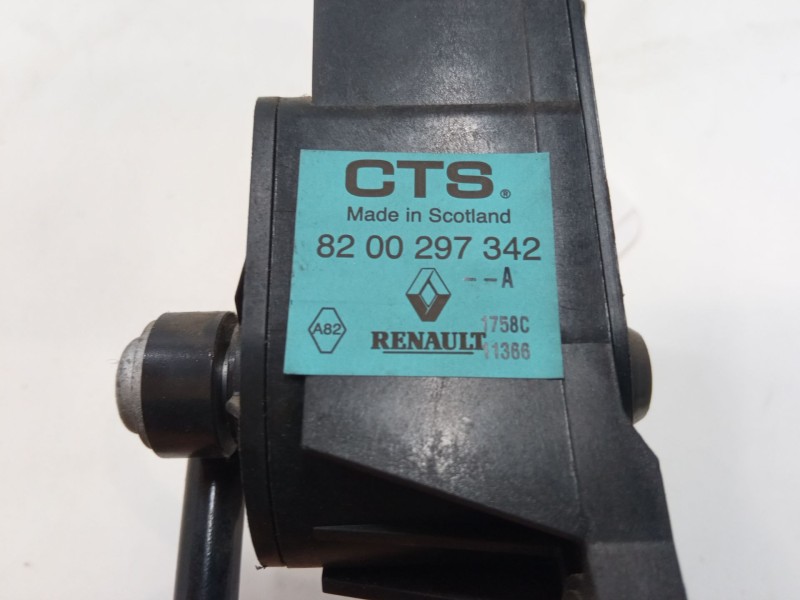 CTS®
Made in Scotland
82 00 297 342
--A
A82
RENAULT
1758C
11366